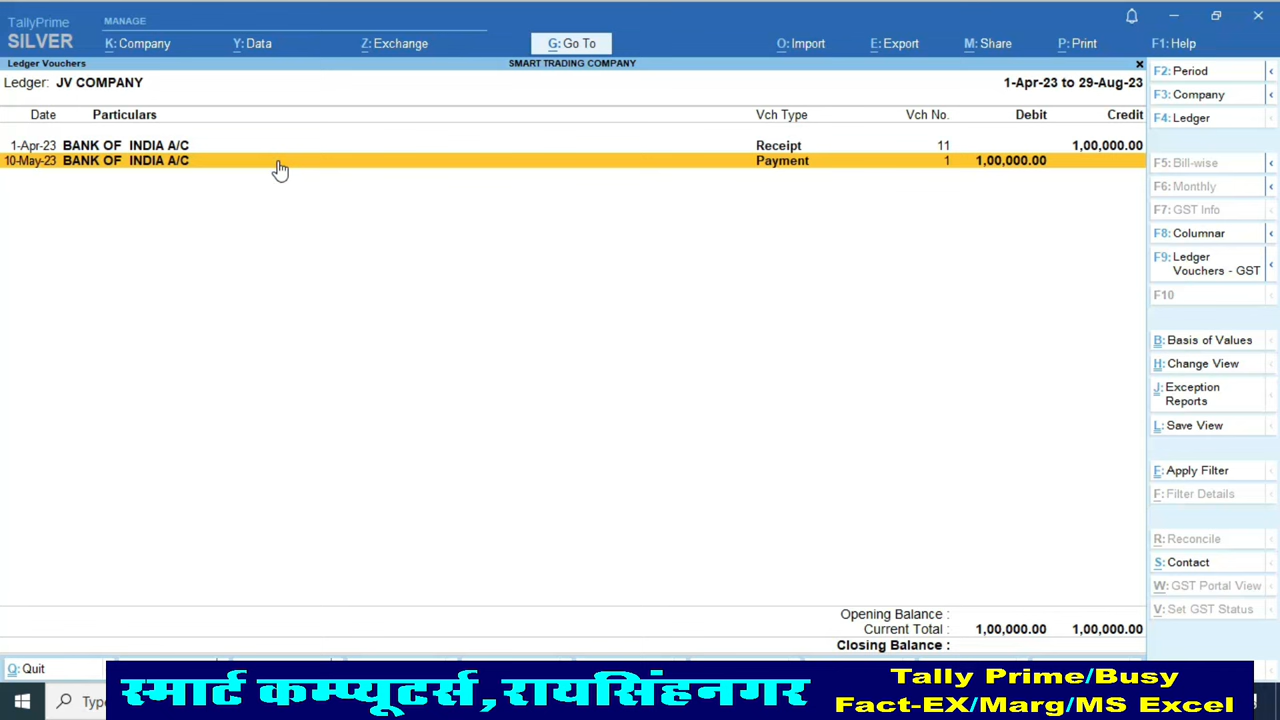 TallyPrime
SILVER
MANAGE
K: Company
Y: Data
Z: Exchange
G: Go To
O: Import
E: Export
M: Share
P: Print
F1: Help
Ledger Vouchers
SMART TRADING COMPANY
Ledger: JV COMPANY
1-Apr-23 to 29-Aug-23
Date Particulars Vch Type Vch No. Debit Credit
1-Apr-23 BANK OF INDIA A/C Receipt 11 1,00,000.00
10-May-23 BANK OF INDIA A/C Payment 1 1,00,000.00
Opening Balance :
Current Total : 1,00,000.00 1,00,000.00
Closing Balance :
F2: Period
F3: Company
F4: Ledger
F5: Bill-wise
F6: Monthly
F7: GST Info
F8: Columnar
F9: Ledger
Vouchers - GST
F10
B: Basis of Values
H: Change View
J: Exception
Reports
L: Save View
E: Apply Filter
F: Filter Details
R: Reconcile
S: Contact
W: GST Portal View
V: Set GST Status
Q: Quit
Type
स्मार्ट कम्प्यूटर्स,रायसिंहनगर
Tally Prime/Busy
Fact-EX/Marg/MS Excel